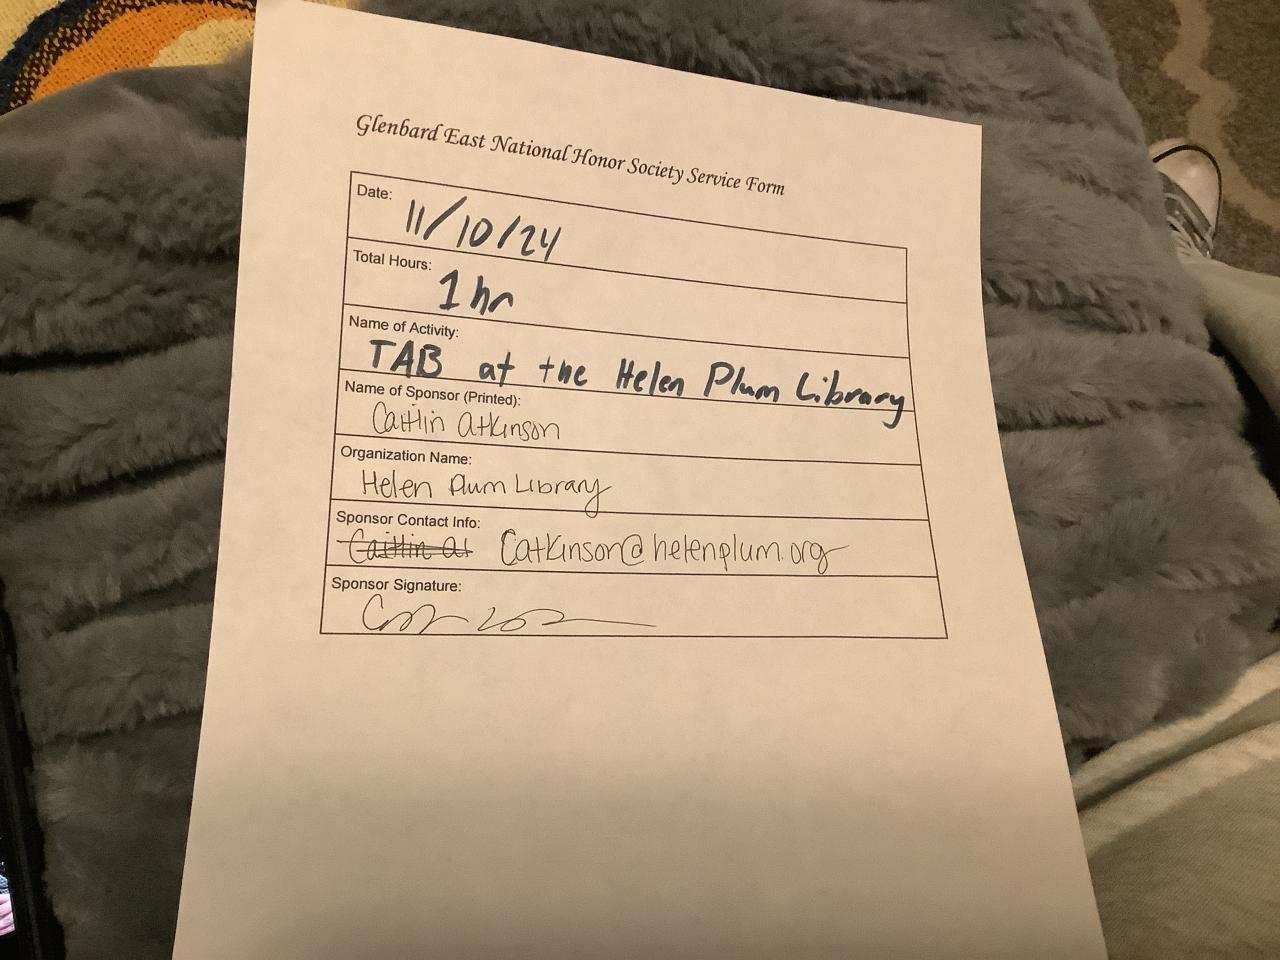 Glenbard East National Honor Society Service Form
Date: 11/10/24
Total Hours: 1 hr
Name of Activity:
TAB at the Helen Plum Library
Name of Sponsor (Printed):
Caitlin Atkinson
Organization Name:
Helen Plum Library
Sponsor Contact Info:
Caitlin at Catkinson@helenplum.org
Sponsor Signature: